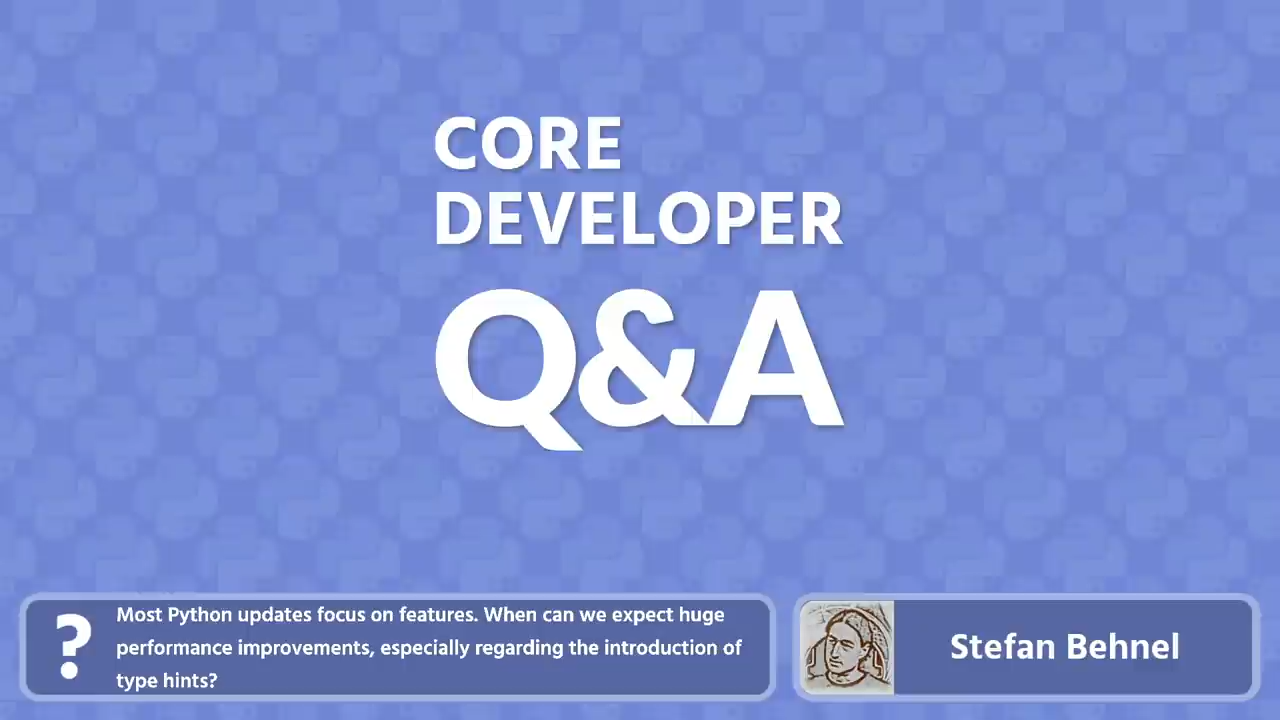 CORE
DEVELOPER
Q&A
?
Most Python updates focus on features. When can we expect huge
performance improvements, especially regarding the introduction of
type hints?
Stefan Behnel